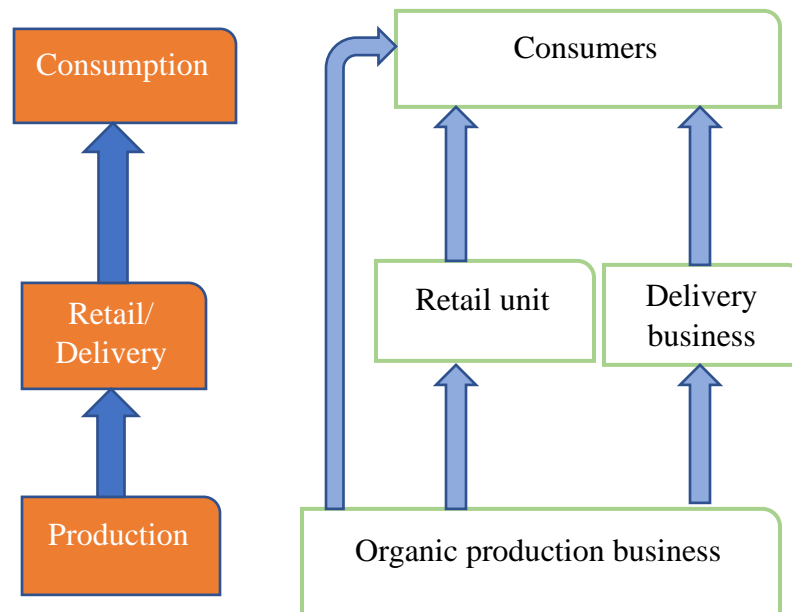 Consumption
Retail/
Delivery
Production
Consumers
Retail unit
Delivery
business
Organic production business